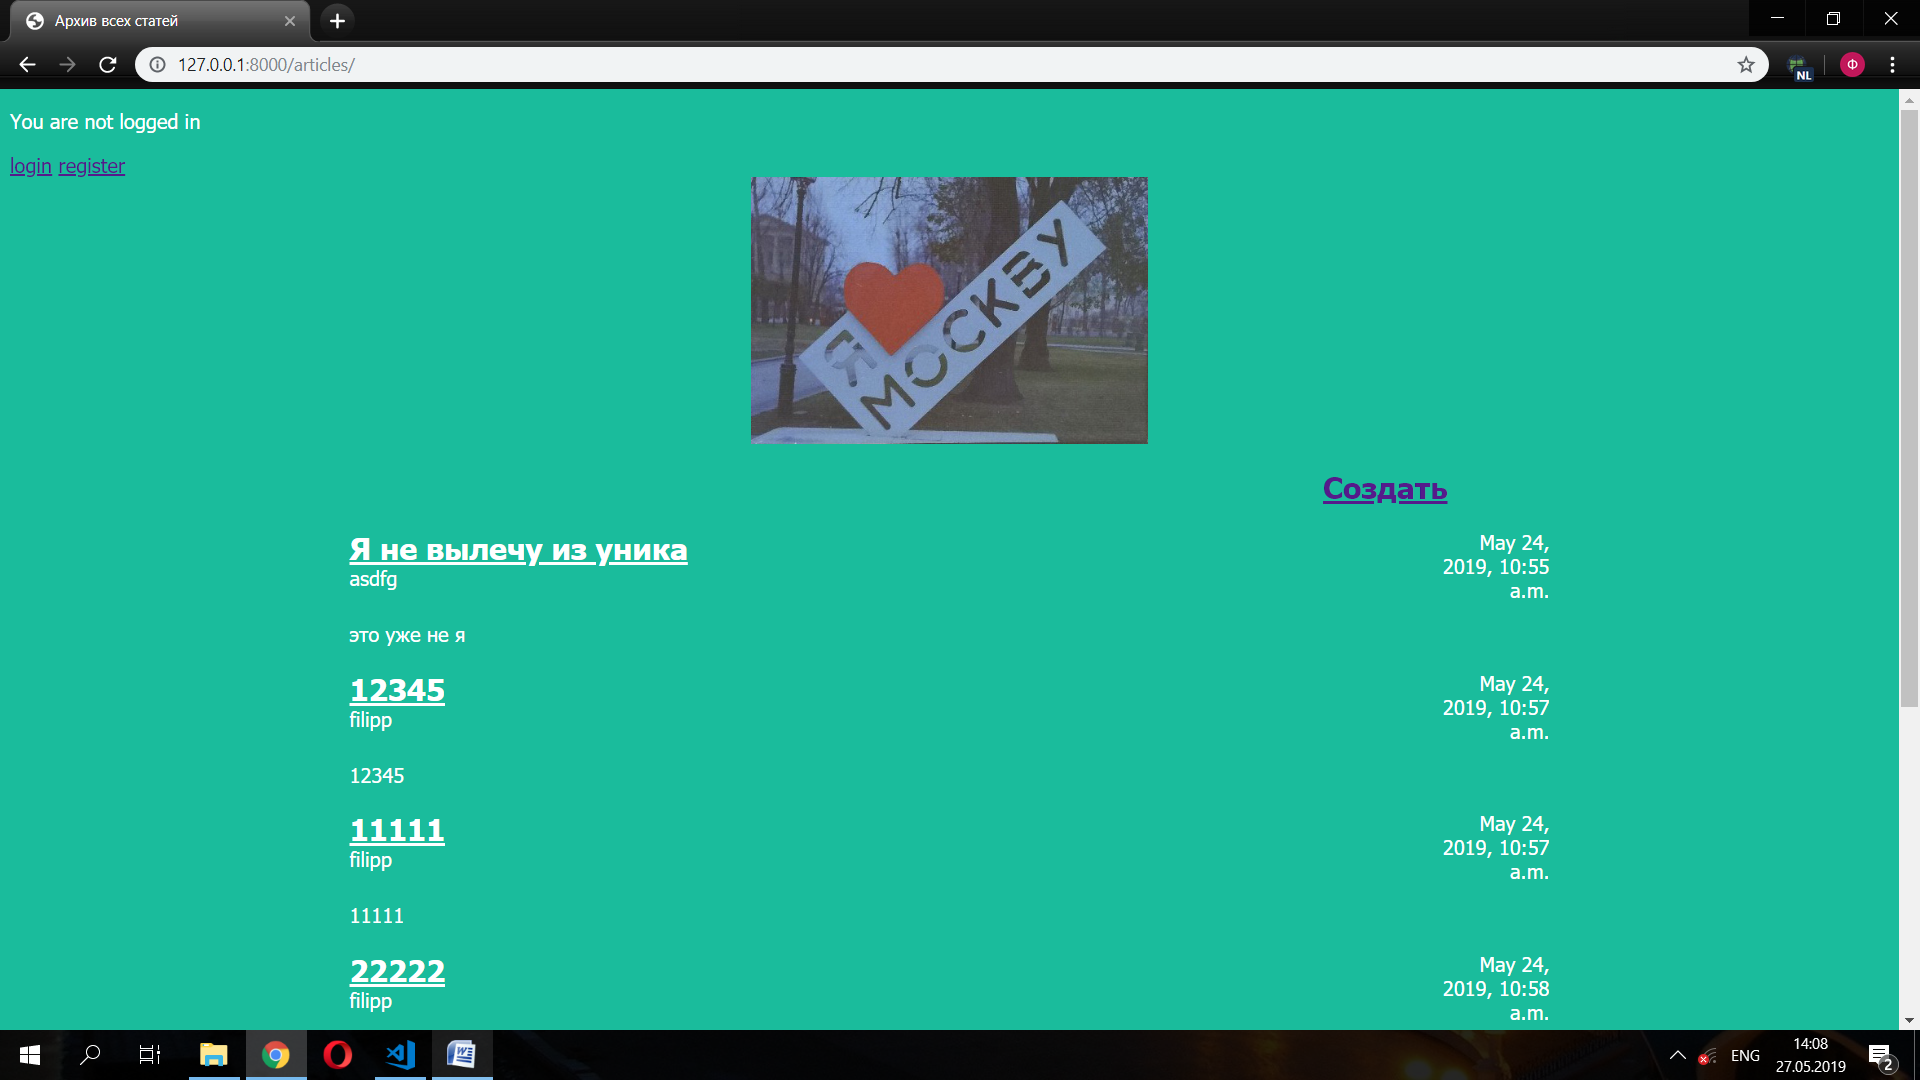 Архив всех статей
127.0.0.1:8000/articles/
NL
Ф
You are not logged in
login register
Я
МОСКВУ
Создать
Я не вылечу из уника
asdfg
May 24,
2019, 10:55
a.m.
это уже не я
12345
filipp
May 24,
2019, 10:57
a.m.
12345
11111
filipp
May 24,
2019, 10:57
a.m.
11111
22222
filipp
May 24,
2019, 10:58
a.m.
ENG
14:08
27.05.2019
2